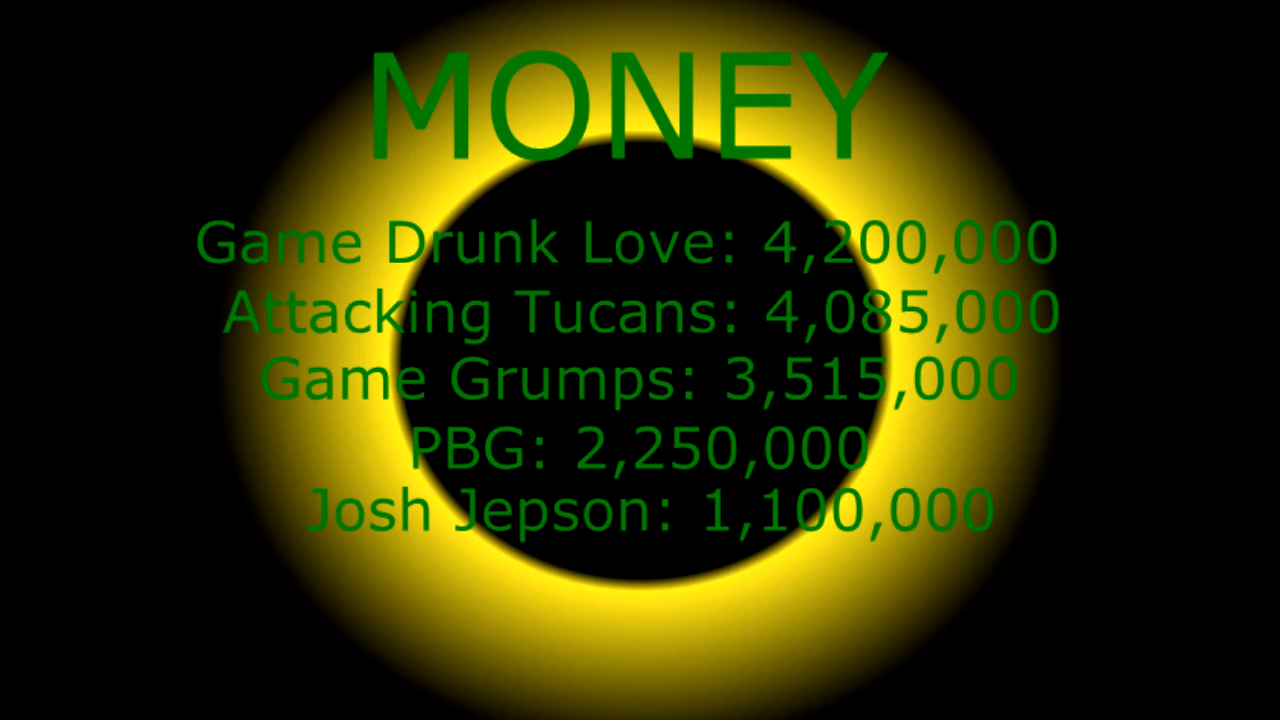 MONEY
Game Drunk Love: 4,200,000
Attacking Tucans: 4,085,000
Game Grumps: 3,515,000
PBG: 2,250,000
Josh Jepson: 1,100,000